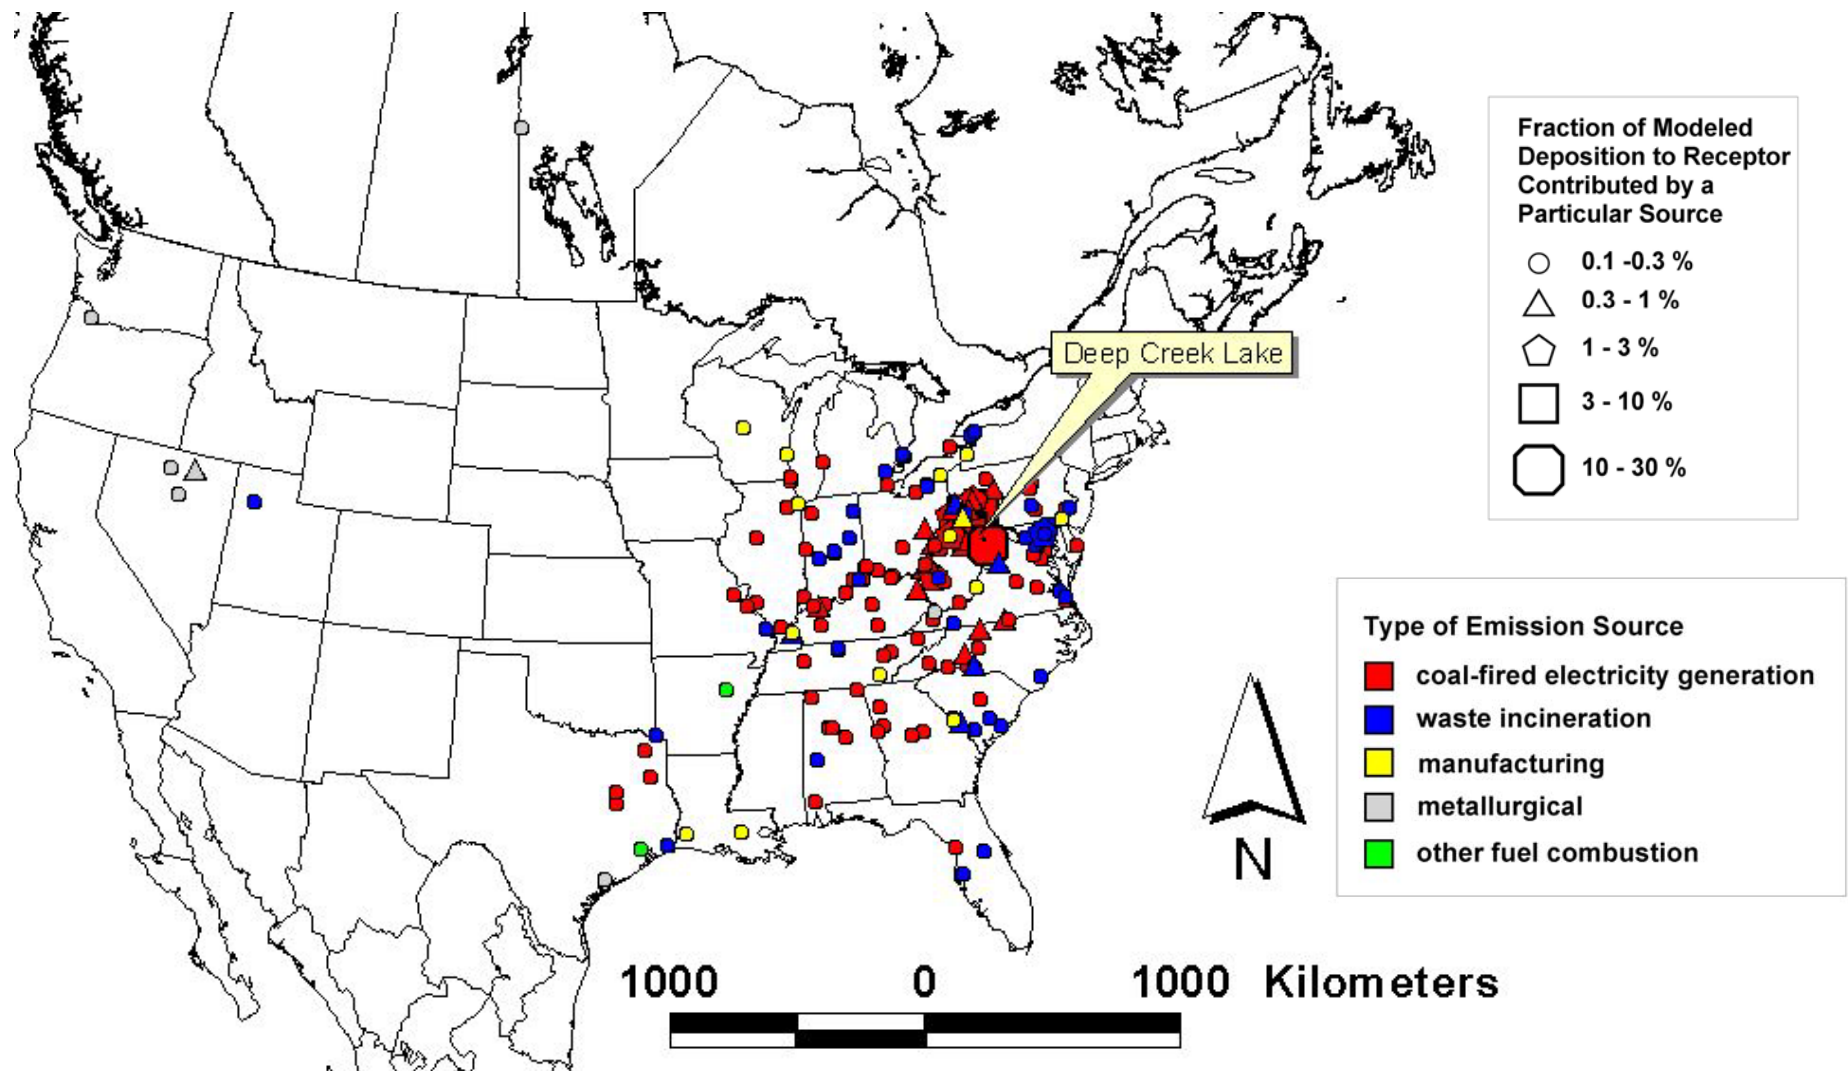 Fraction of Modeled
Deposition to Receptor
Contributed by a
Particular Source
0.1 -0.3 %
0.3 - 1 %
1 - 3 %
3 - 10 %
10 - 30 %
Deep Creek Lake
Type of Emission Source
coal-fired electricity generation
waste incineration
manufacturing
metallurgical
other fuel combustion
N
1000 0 1000 Kilometers